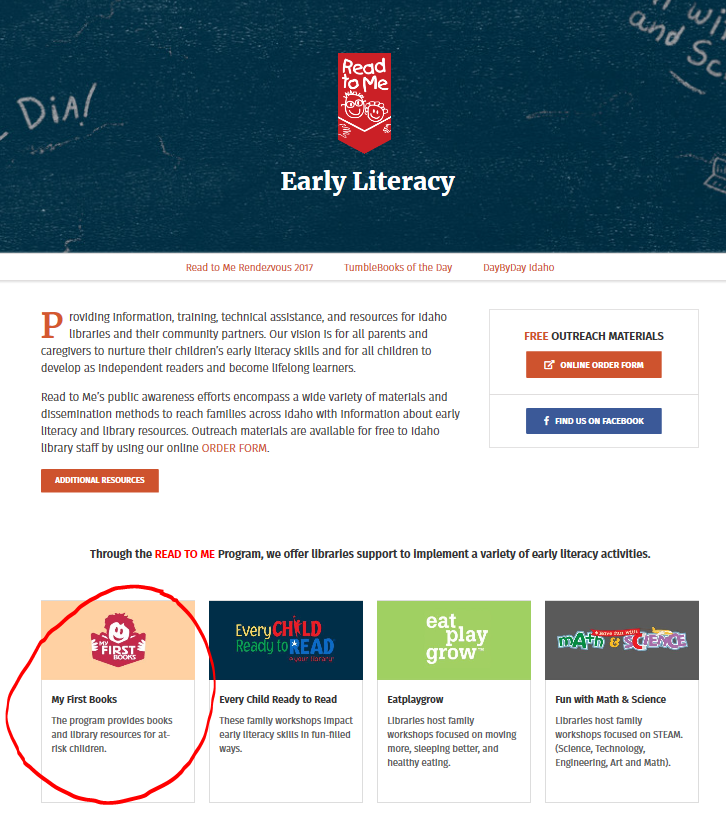 DiA!
Wi
and
and Sc
Read
to Me
Early Literacy
Read to Me Rendezvous 2017 TumbleBooks of the Day DayByDay Idaho
Providing information, training, technical assistance, and resources for Idaho
libraries and their community partners. Our vision is for all parents and
caregivers to nurture their children's early literacy skills and for all children to
develop as independent readers and become lifelong learners.
Read to Me's public awareness efforts encompass a wide variety of materials and
dissemination methods to reach families across Idaho with information about early
literacy and library resources. Outreach materials are available for free to Idaho
library staff by using our online ORDER FORM.
ADDITIONAL RESOURCES
FREE OUTREACH MATERIALS
ONLINE ORDER FORM
FIND US ON FACEBOOK
Through the READ TO ME Program, we offer libraries support to implement a variety of early literacy activities.
MY
FIRST
BOOKS
My First Books
The program provides books
and library resources for at-
risk children.
Every CHILD
Ready to READ
@ your library!
Every Child Ready to Read
These family workshops impact
early literacy skills in fun-filled
ways.
eat
play
grow™
Eatplaygrow
Libraries host family
workshops focused on moving
more, sleeping better, and
healthy eating.
MATH & SCIENCE
Fun with Math & Science
Libraries host family
workshops focused on STEAM.
(Science, Technology,
Engineering, Art and Math).